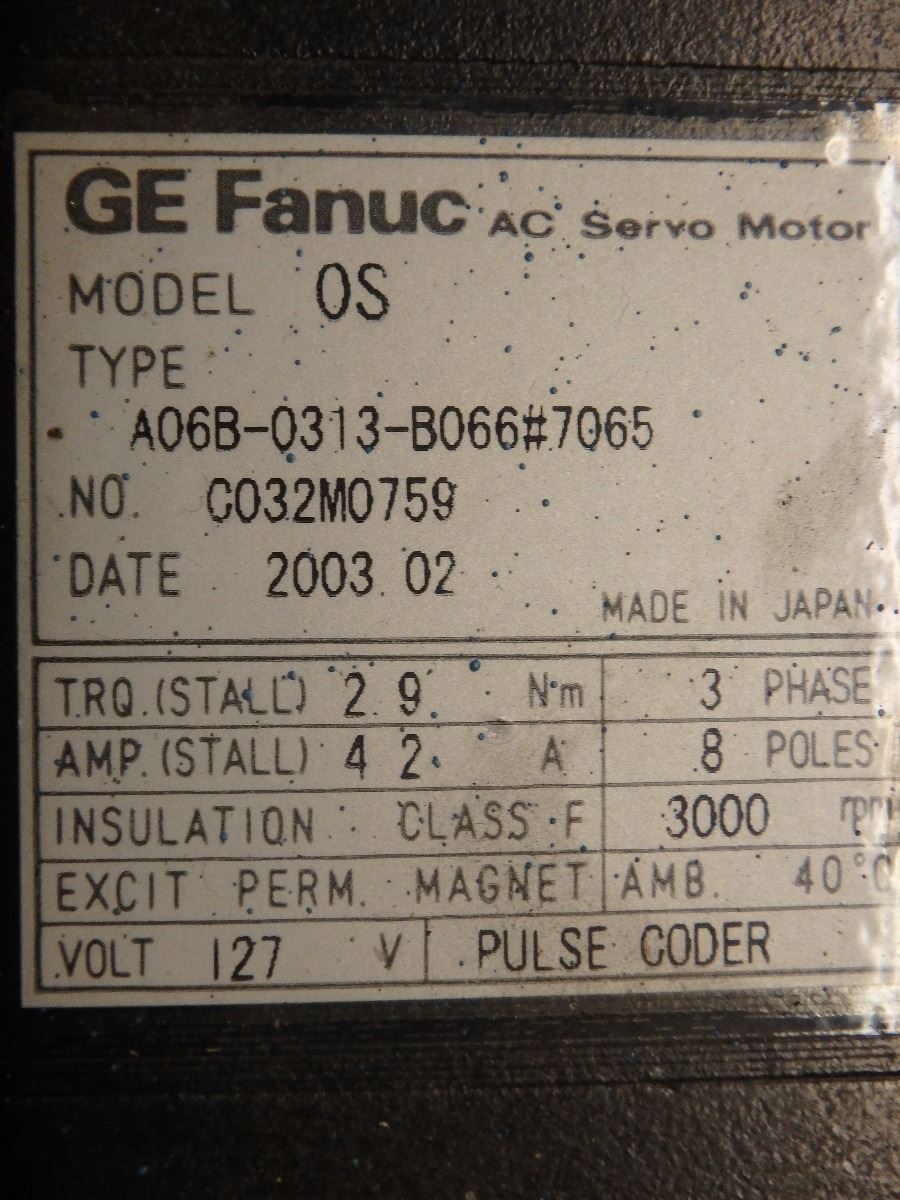 GE Fanuc AC Servo Motor
MODEL 0S
TYPE
A06B-0313-B066#7065
NO. C032M0759
DATE 2003.02
MADE IN JAPAN
TRQ.(STALL) 2.9 Nm 3 PHASE
AMP.(STALL) 4.2 A 8 POLES
INSULATION CLASS F 3000 rpm
EXCIT PERM. MAGNET AMB. 40°C
VOLT 127 V PULSE CODER